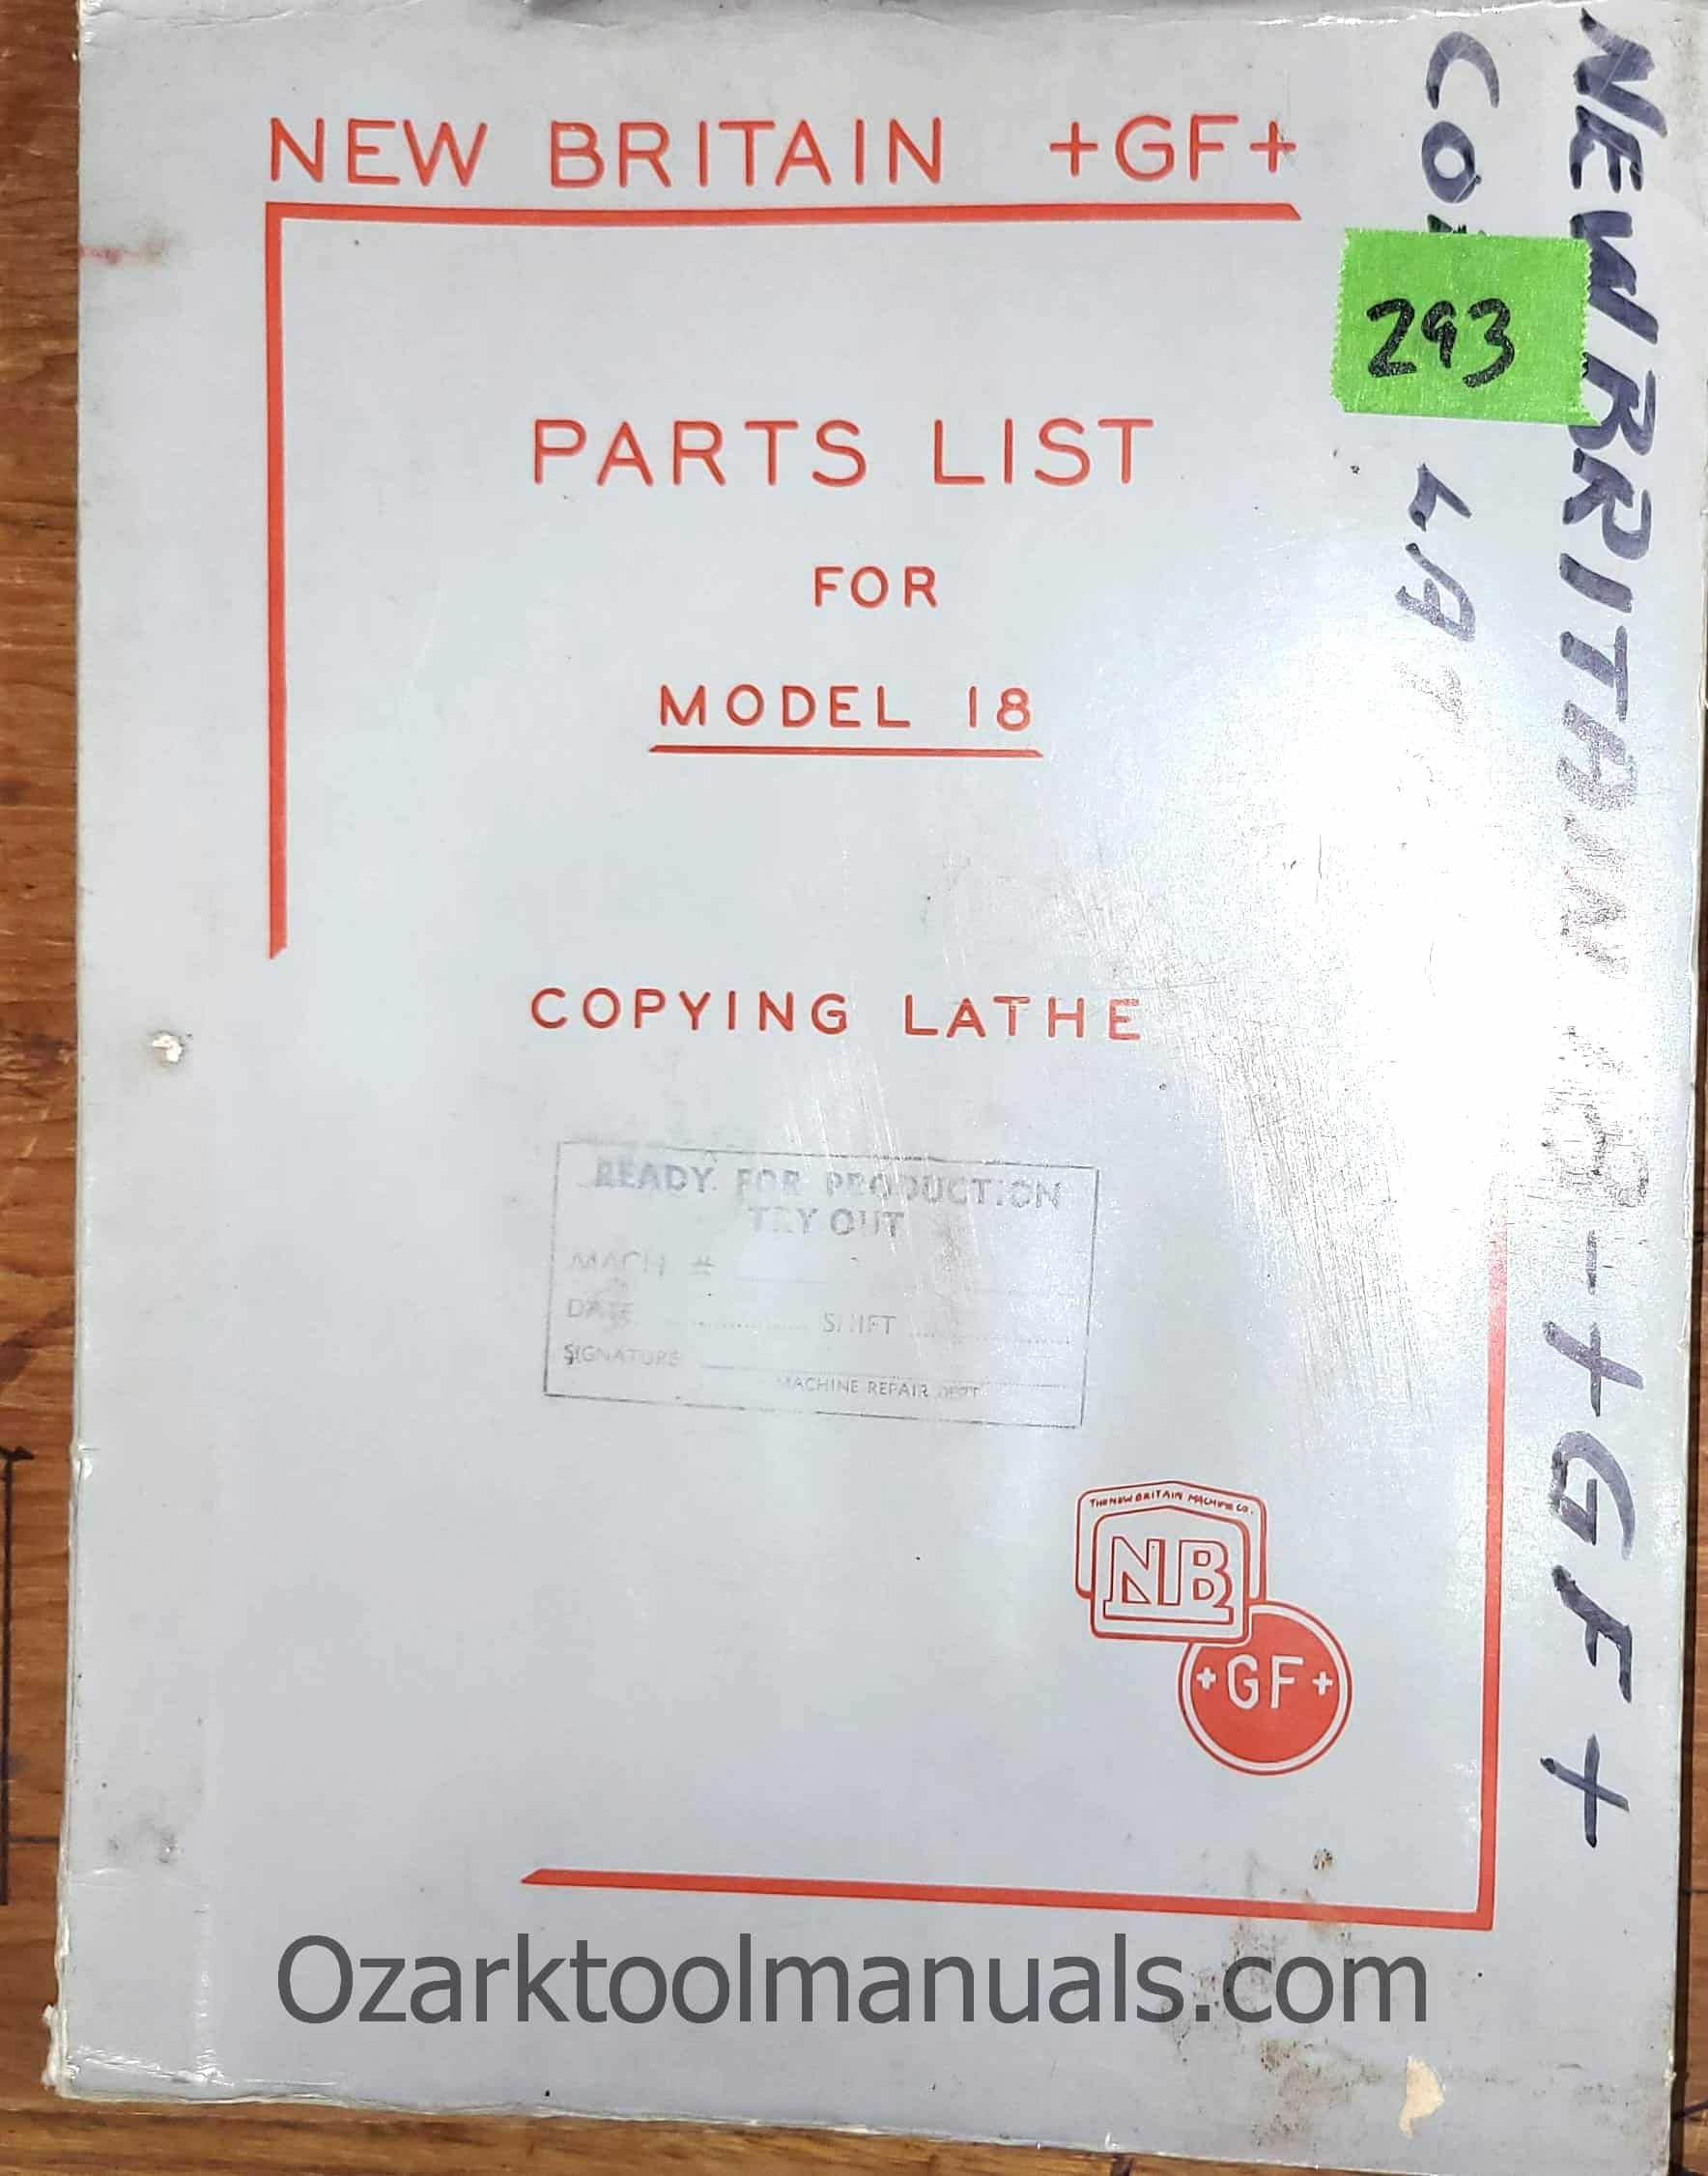 NEW BRITAIN +GF+
PARTS LIST
FOR
MODEL 18
COPYING LATHE
READY FOR PRODUCTION
TRY OUT
MACH #
DATE SHIFT
SIGNATURE
MACHINE REPAIR DEPT
THE NEW BRITAIN MACHINE CO.
NB
+GF+
293
NEW BRITAIN
+GF+
Ozarktoolmanuals.com